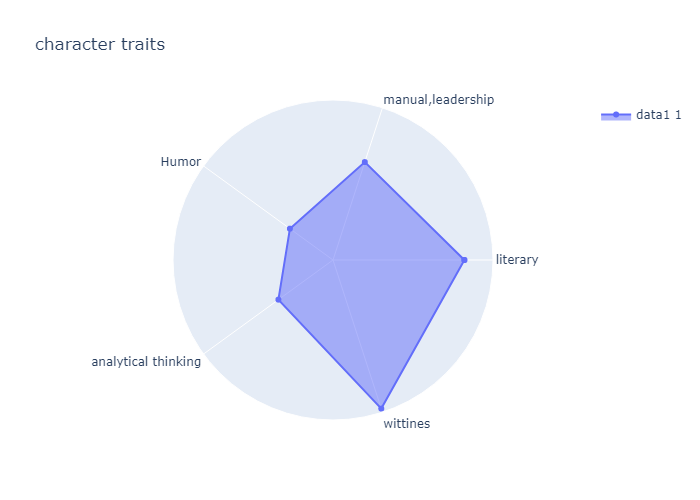 character traits
manual,leadership
data1 1
Humor
literary
analytical thinking
wittines